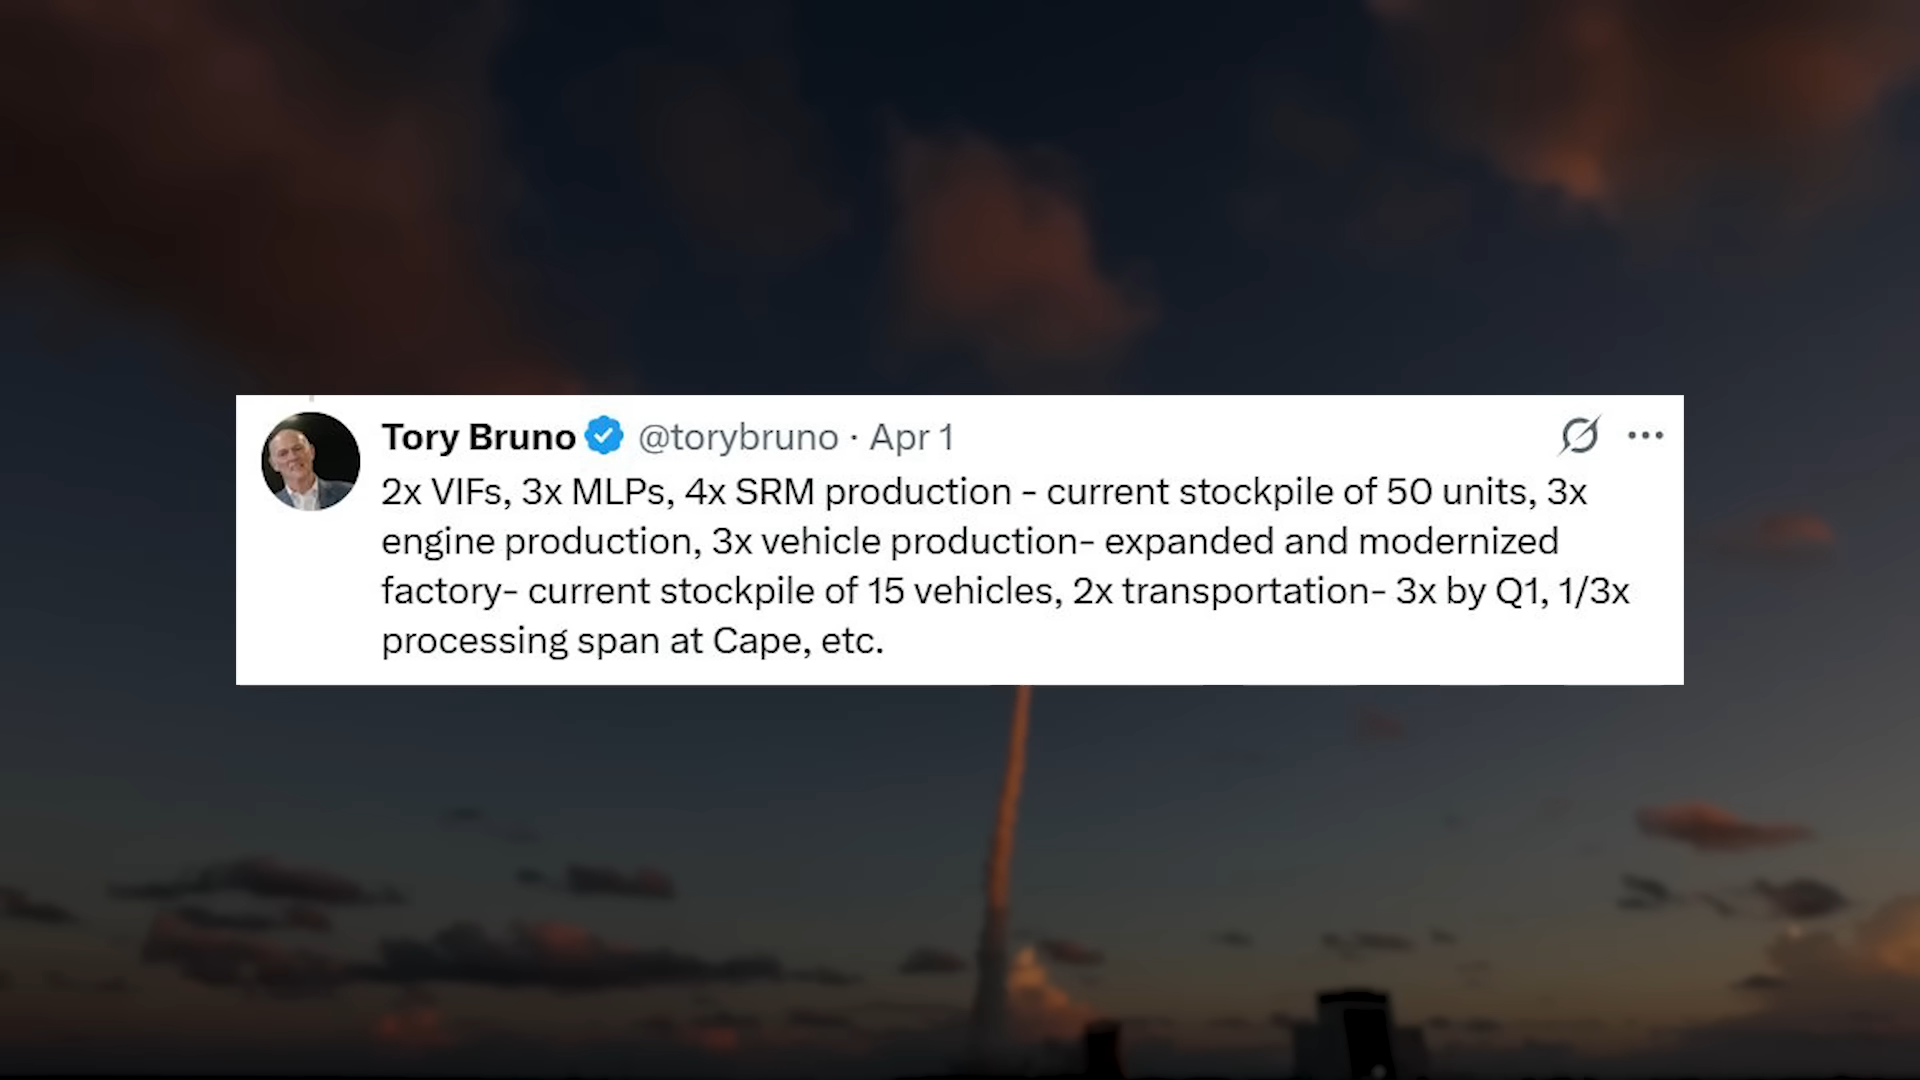 Tory Bruno @torybruno · Apr 1
2x VIFs, 3x MLPs, 4x SRM production - current stockpile of 50 units, 3x
engine production, 3x vehicle production- expanded and modernized
factory- current stockpile of 15 vehicles, 2x transportation- 3x by Q1, 1/3x
processing span at Cape, etc.